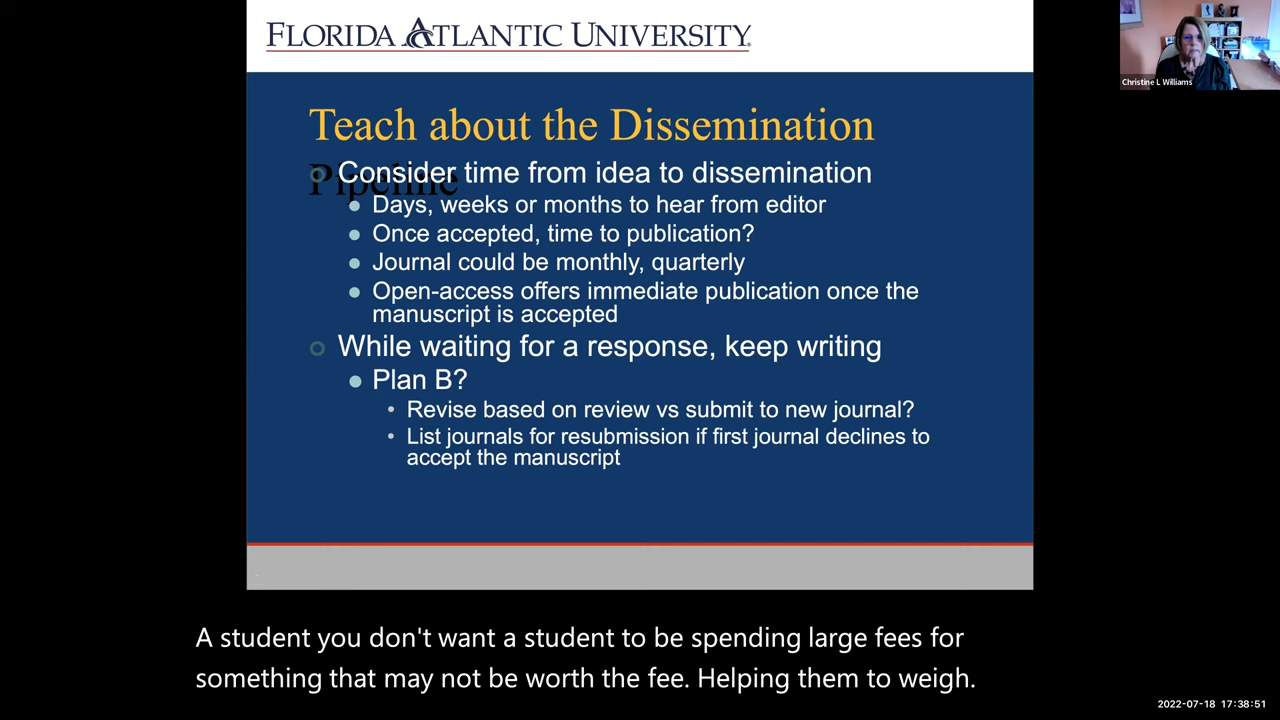 FLORIDA ATLANTIC UNIVERSITY
Christine L Williams
Teach about the Dissemination
Pipeline
Consider time from idea to dissemination
Days, weeks or months to hear from editor
Once accepted, time to publication?
Journal could be monthly, quarterly
Open-access offers immediate publication once the
manuscript is accepted
While waiting for a response, keep writing
Plan B?
Revise based on review vs submit to new journal?
List journals for resubmission if first journal declines to
accept the manuscript
A student you don't want a student to be spending large fees for
something that may not be worth the fee. Helping them to weigh.
2022-07-18 17:38:51